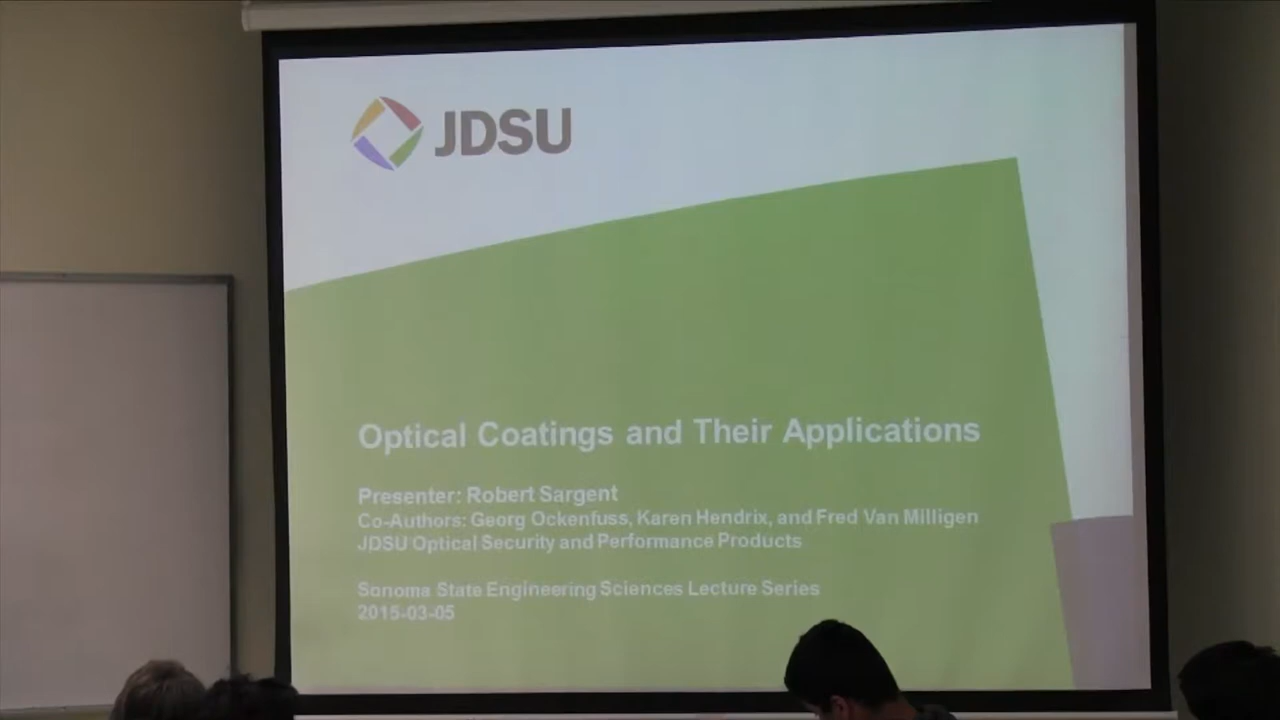 JDSU
Optical Coatings and Their Applications
Presenter: Robert Sargent
Co-Authors: Georg Ockenfuss, Karen Hendrix, and Fred Van Milligen
JDSU Optical Security and Performance Products
Sonoma State Engineering Sciences Lecture Series
2015-03-05